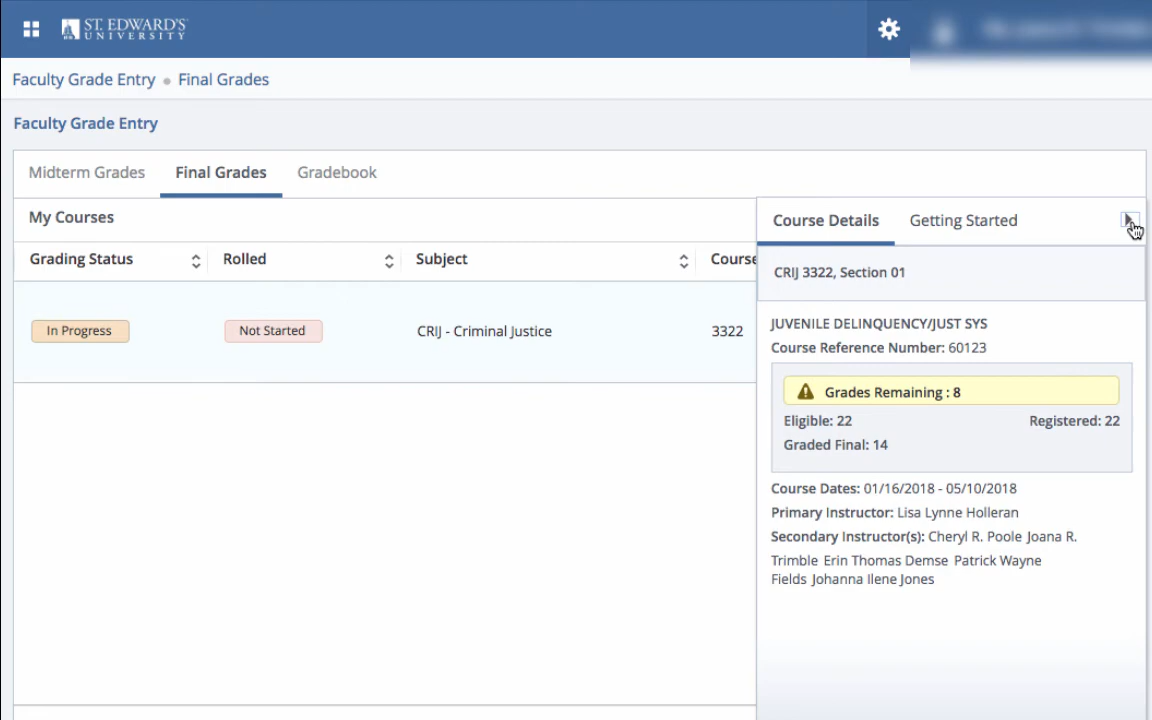 ST. EDWARD'S
UNIVERSITY
Faculty Grade Entry • Final Grades
Faculty Grade Entry
Midterm Grades Final Grades Gradebook
My Courses
Grading Status Rolled Subject Course
In Progress Not Started CRIJ - Criminal Justice 3322
Course Details Getting Started
CRIJ 3322, Section 01
JUVENILE DELINQUENCY/JUST SYS
Course Reference Number: 60123
Grades Remaining : 8
Eligible: 22 Registered: 22
Graded Final: 14
Course Dates: 01/16/2018 - 05/10/2018
Primary Instructor: Lisa Lynne Holleran
Secondary Instructor(s): Cheryl R. Poole Joana R.
Trimble Erin Thomas Demse Patrick Wayne
Fields Johanna Ilene Jones